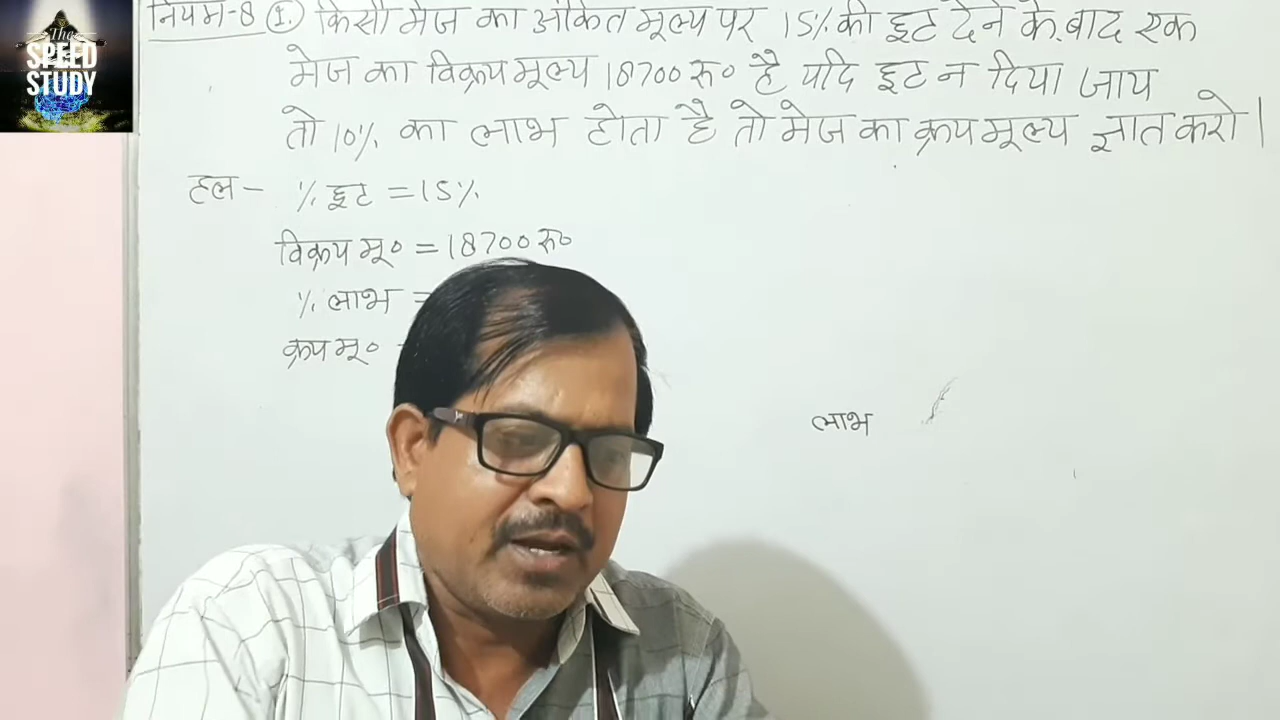 The
SPEED
STUDY
नियम-8 (I.) किसी मेज का अंकित मूल्य पर 15% की छूट देने के बाद एक
मेज का विक्रय मूल्य 18700 रू० है यदि छूट न दिया जाय
तो 10% का लाभ होता है तो मेज का क्रय मूल्य ज्ञात करो।
हल- % छूट = 15%
विक्रय मू० = 18700 रू०
% लाभ =
क्रय मू०
लाभ